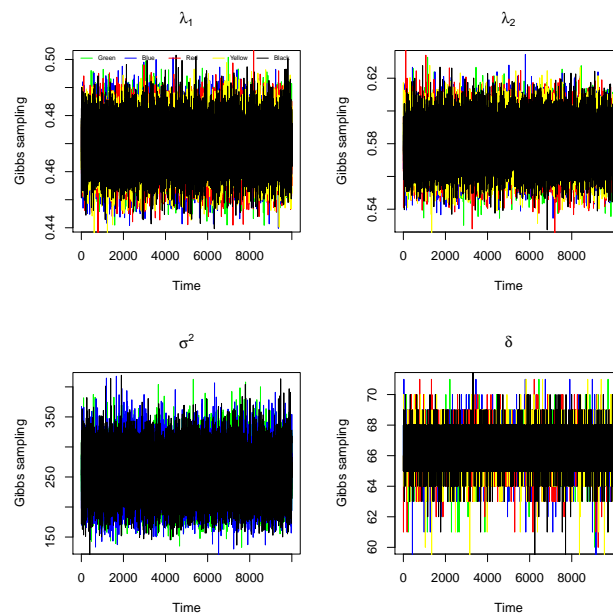 λ1
Gibbs sampling
0.44 0.46 0.48 0.50
Green Blue Red Yellow Black
0 2000 4000 6000 8000
Time
λ2
Gibbs sampling
0.54 0.58 0.62
0 2000 4000 6000 8000
Time
σ2
Gibbs sampling
150 250 350
0 2000 4000 6000 8000
Time
δ
Gibbs sampling
60 62 64 66 68 70
0 2000 4000 6000 8000
Time